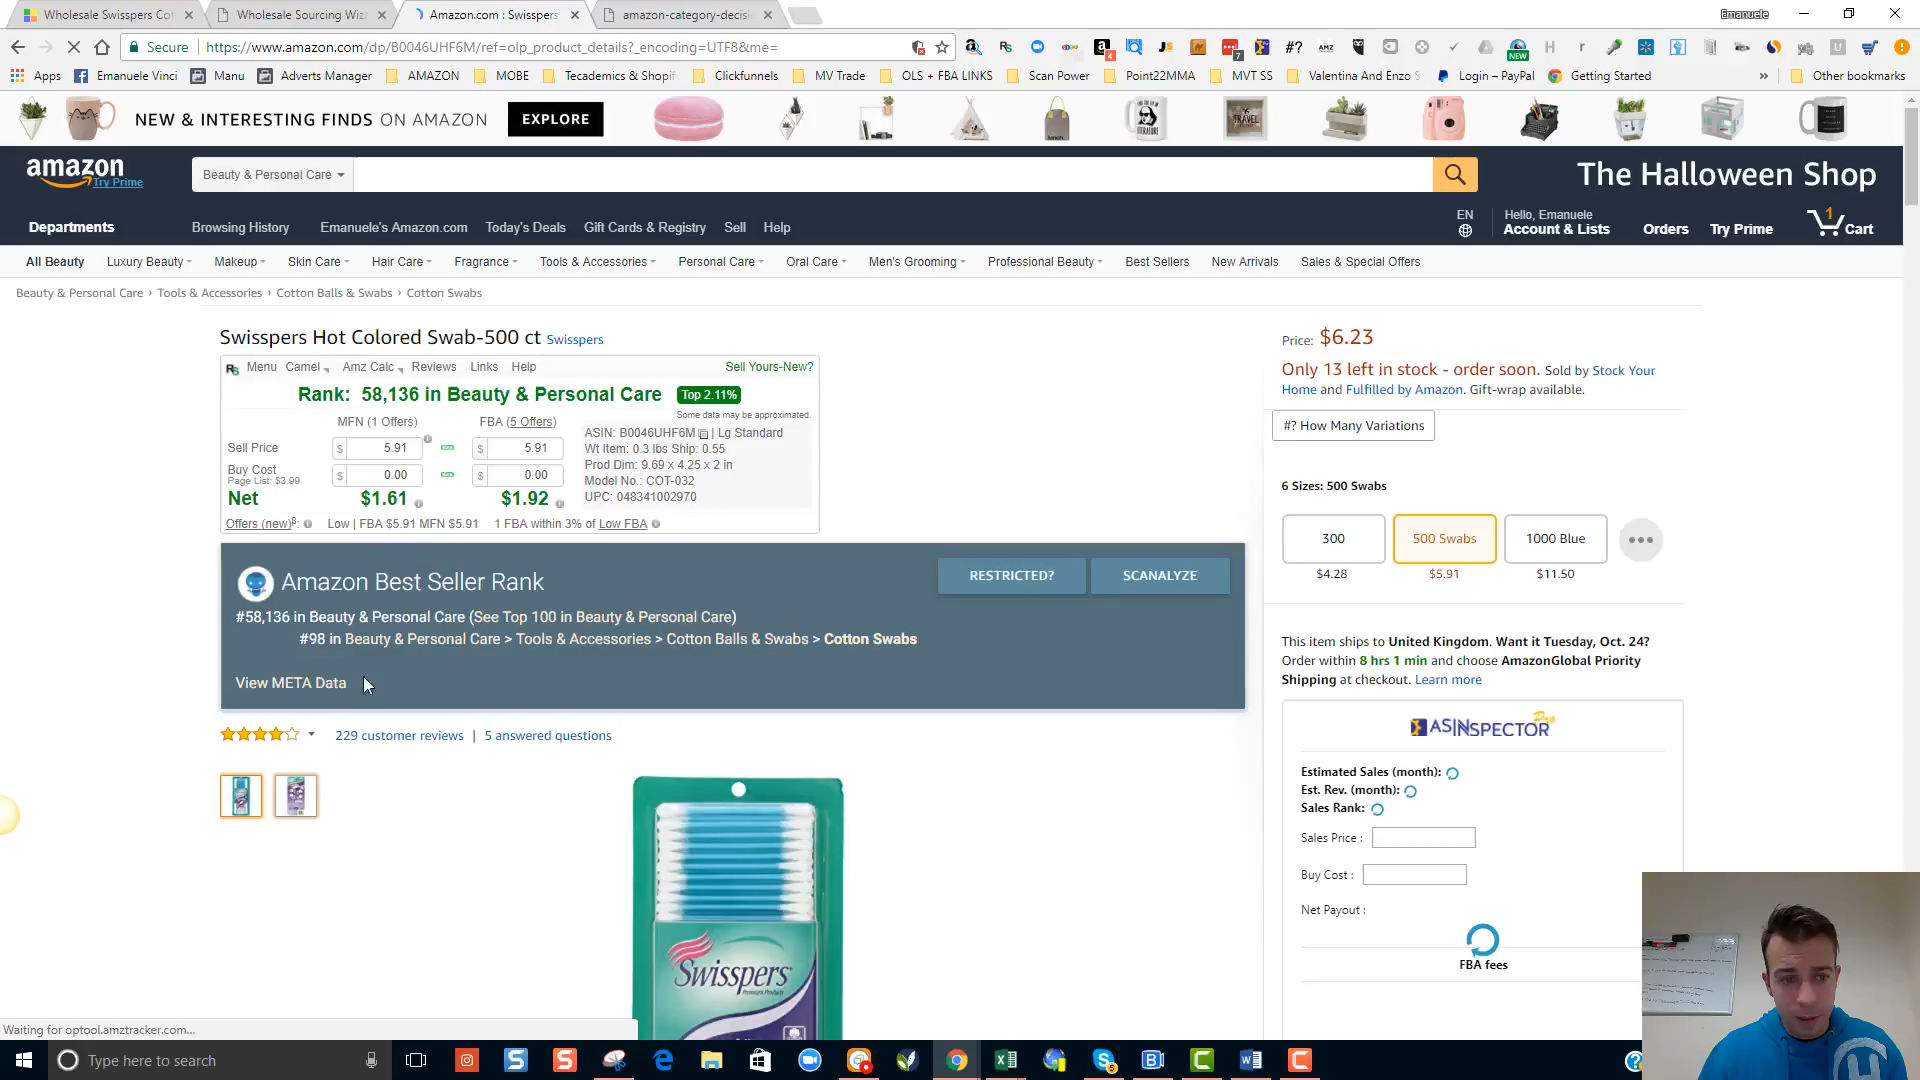 Wholesale Swisspers Co
Wholesale Sourcing Wiz
Amazon.com : Swisspers
amazon-category-decisi
Emanuele
Secure
https://www.amazon.com/dp/B0046UHF6M/ref=olp_product_details?_encoding=UTF8&me=
Apps
Emanuele Vinci
Manu
Adverts Manager
AMAZON
MOBE
Tecademics & Shopif
Clickfunnels
MV Trade
OLS + FBA LINKS
Scan Power
Point22MMA
MVT SS
Valentina And Enzo S
Login – PayPal
Getting Started
»
Other bookmarks
NEW & INTERESTING FINDS ON AMAZON
EXPLORE
amazon
Try Prime
Beauty & Personal Care
The Halloween Shop
Departments
Browsing History
Emanuele's Amazon.com
Today's Deals
Gift Cards & Registry
Sell
Help
EN
Hello, Emanuele
Account & Lists
Orders
Try Prime
1
Cart
All Beauty
Luxury Beauty
Makeup
Skin Care
Hair Care
Fragrance
Tools & Accessories
Personal Care
Oral Care
Men's Grooming
Professional Beauty
Best Sellers
New Arrivals
Sales & Special Offers
Beauty & Personal Care › Tools & Accessories › Cotton Balls & Swabs › Cotton Swabs
Swisspers Hot Colored Swab-500 ct Swisspers
Menu Camel Amz Calc Reviews Links Help Sell Yours-New?
Rank: 58,136 in Beauty & Personal Care Top 2.11%
Some data may be approximated.
MFN (1 Offers) FBA (5 Offers)
ASIN: B0046UHF6M | Lg Standard
Sell Price $ 5.91 $ 5.91
Wt Item: 0.3 lbs Ship: 0.55
Prod Dim: 9.69 x 4.25 x 2 in
Buy Cost $ 0.00 $ 0.00
Page List: $3.99
Model No.: COT-032
Net $1.61 $1.92
UPC: 048341002970
Offers (new)β: Low | FBA $5.91 MFN $5.91 1 FBA within 3% of Low FBA
Amazon Best Seller Rank
RESTRICTED?
SCANALYZE
#58,136 in Beauty & Personal Care (See Top 100 in Beauty & Personal Care)
#98 in Beauty & Personal Care > Tools & Accessories > Cotton Balls & Swabs > Cotton Swabs
View META Data
229 customer reviews | 5 answered questions
Swisspers
Premium Products
Price: $6.23
Only 13 left in stock - order soon. Sold by Stock Your
Home and Fulfilled by Amazon. Gift-wrap available.
#? How Many Variations
6 Sizes: 500 Swabs
300
500 Swabs
1000 Blue
$4.28
$5.91
$11.50
This item ships to United Kingdom. Want it Tuesday, Oct. 24?
Order within 8 hrs 1 min and choose AmazonGlobal Priority
Shipping at checkout. Learn more
ASINSPECTOR Pro
Estimated Sales (month):
Est. Rev. (month):
Sales Rank:
Sales Price :
Buy Cost :
Net Payout :
FBA fees
Waiting for optool.amztracker.com...
Type here to search